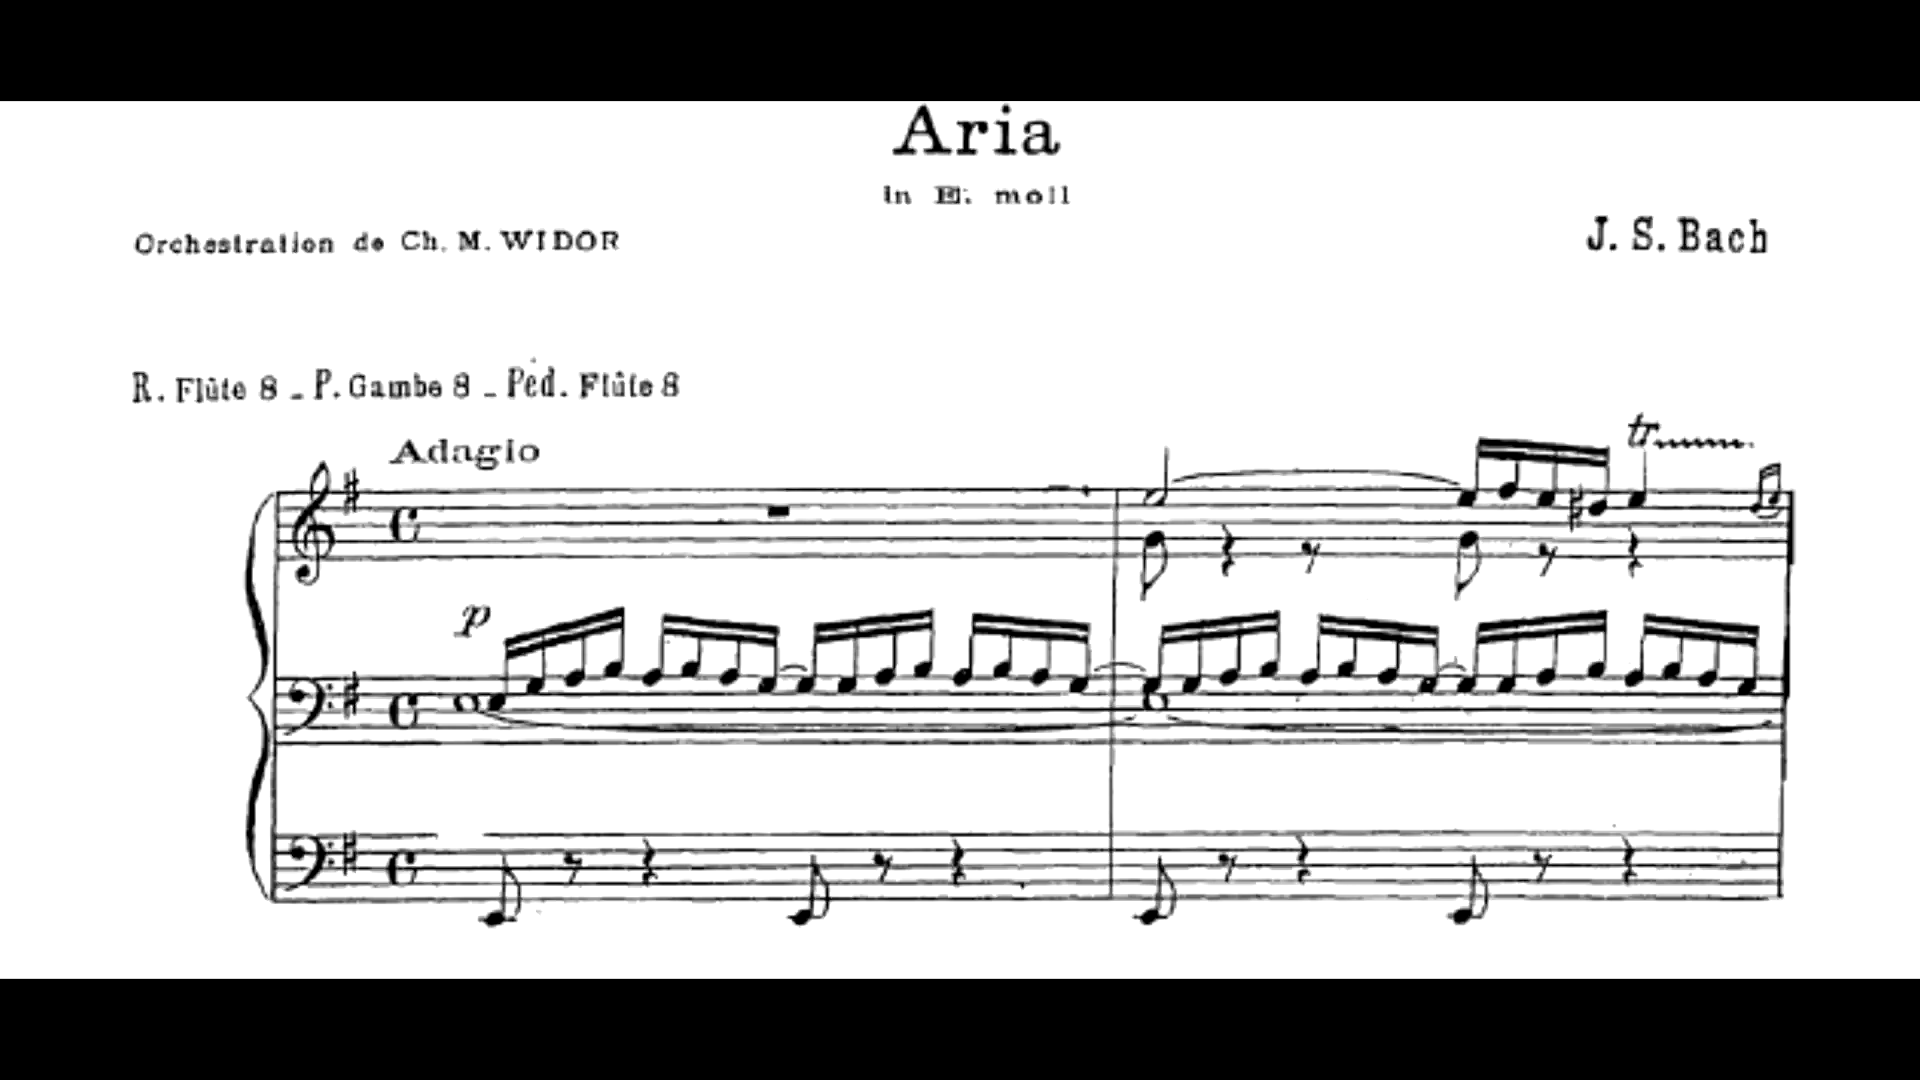 Aria
in E. moll
Orchestration de Ch. M. WIDOR
J. S. Bach
R. Flûte 8 _ P. Gambe 8 _ Péd. Flûte 8
Adagio
tr
p